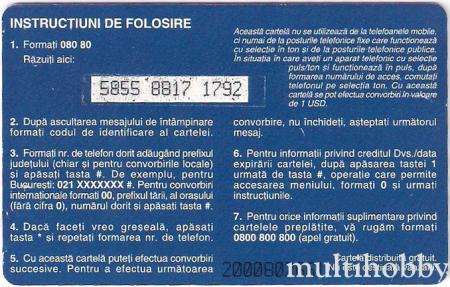 INSTRUCTIUNI DE FOLOSIRE
1. Formați 080 80
Răzuiți aici:
5855 8817 1792
Această cartelă nu se utilizează de la telefoanele mobile,
ci numai de la posturile telefonice fixe care funcționează
cu selecție în ton și de la posturile telefonice publice.
În situația în care aveți un aparat telefonic cu selecție
puls/ton și funcționează în puls, după
formarea numărului de acces, comutați
telefonul pe selecția ton. Cu această
cartelă se pot efectua convorbiri în valoare
de 1 USD.
2. După ascultarea mesajului de întâmpinare
formați codul de identificare al cartelei.
3. Formați nr. de telefon dorit adăugând prefixul
județului (chiar și pentru convorbirile locale)
și apăsați tasta #. De exemplu, pentru
București: 021 XXXXXXX #. Pentru convorbiri
internaționale formați 00, prefixul țării, al orașului
(fără cifra 0), numărul dorit și apăsați tasta #.
4. Dacă faceți vreo greșeală, apăsați
tasta * și repetați formarea nr. de telefon.
5. Cu această cartelă puteți efectua convorbiri
succesive. Pentru a efectua următoarea
convorbire, nu închideți, așteptați următorul
mesaj.
6. Pentru informații privind creditul Dvs./data
expirării cartelei, după apăsarea tastei 1
urmată de tasta #, operație care permite
accesarea meniului, formați 0 și urmați
instrucțiunile.
7. Pentru orice informații suplimentare privind
cartelele preplătite, vă rugăm formați
0800 800 800 (apel gratuit).
Cartelă distribuită gratuit.
Nu este destinată vânzării.
multihobby